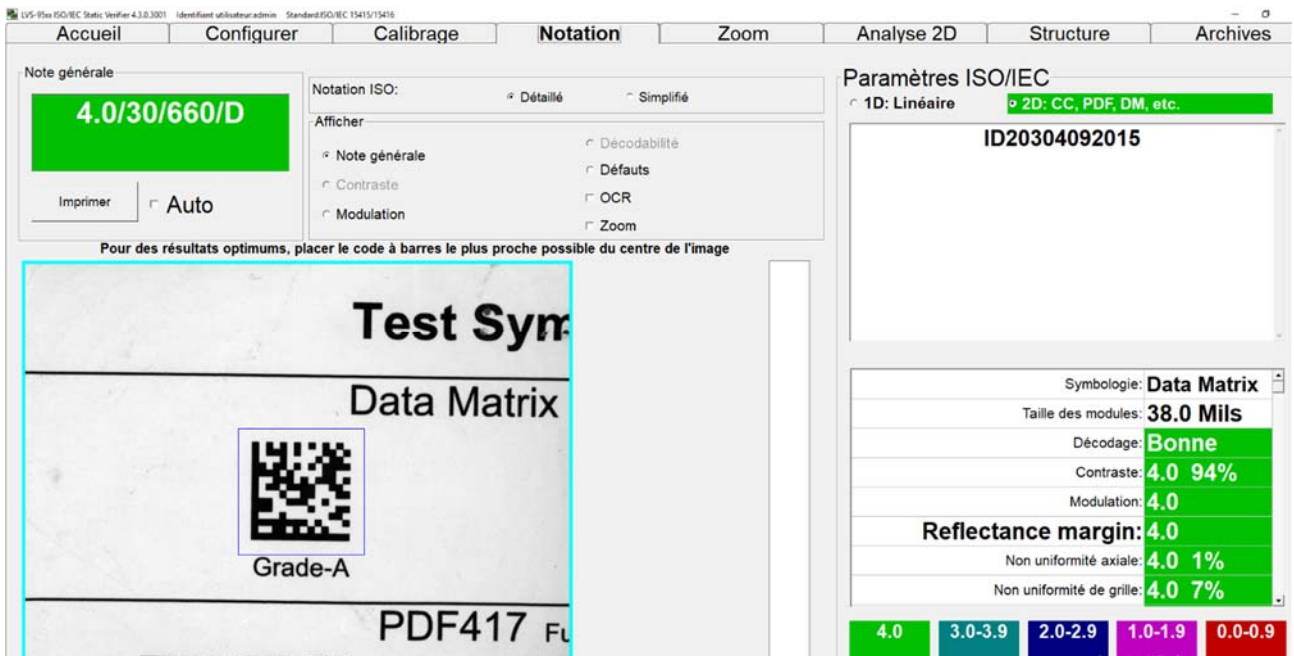 LVS-95xx ISO/IEC Static Verifier 4.3.0.3001 Identifiant utilisateur:admin Standard:ISO/IEC 15415/15416
Accueil Configurer Calibrage Notation Zoom Analyse 2D Structure Archives
Note générale
4.0/30/660/D
Imprimer
Auto
Notation ISO:
Détaillé Simplifié
Afficher
Note générale
Contraste
Modulation
Décodabilité
Défauts
OCR
Zoom
Pour des résultats optimums, placer le code à barres le plus proche possible du centre de l'image
Test Sym
Data Matrix
Grade-A
PDF417 Fu
Paramètres ISO/IEC
1D: Linéaire 2D: CC, PDF, DM, etc.
ID20304092015
Symbologie: Data Matrix
Taille des modules: 38.0 Mils
Décodage: Bonne
Contraste: 4.0 94%
Modulation: 4.0
Reflectance margin: 4.0
Non uniformité axiale: 4.0 1%
Non uniformité de grille: 4.0 7%
4.0 3.0-3.9 2.0-2.9 1.0-1.9 0.0-0.9